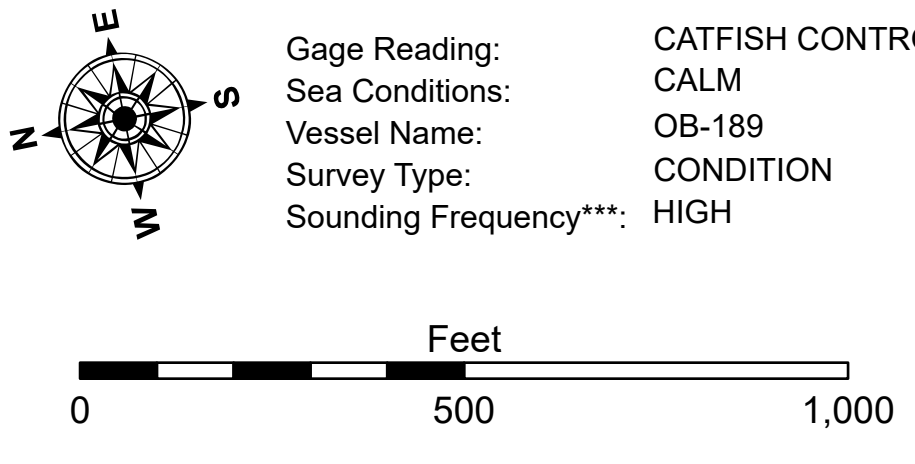 E
S
N
W
Gage Reading: CATFISH CONTRO
Sea Conditions: CALM
Vessel Name: OB-189
Survey Type: CONDITION
Sounding Frequency***: HIGH
Feet
0 500 1,000